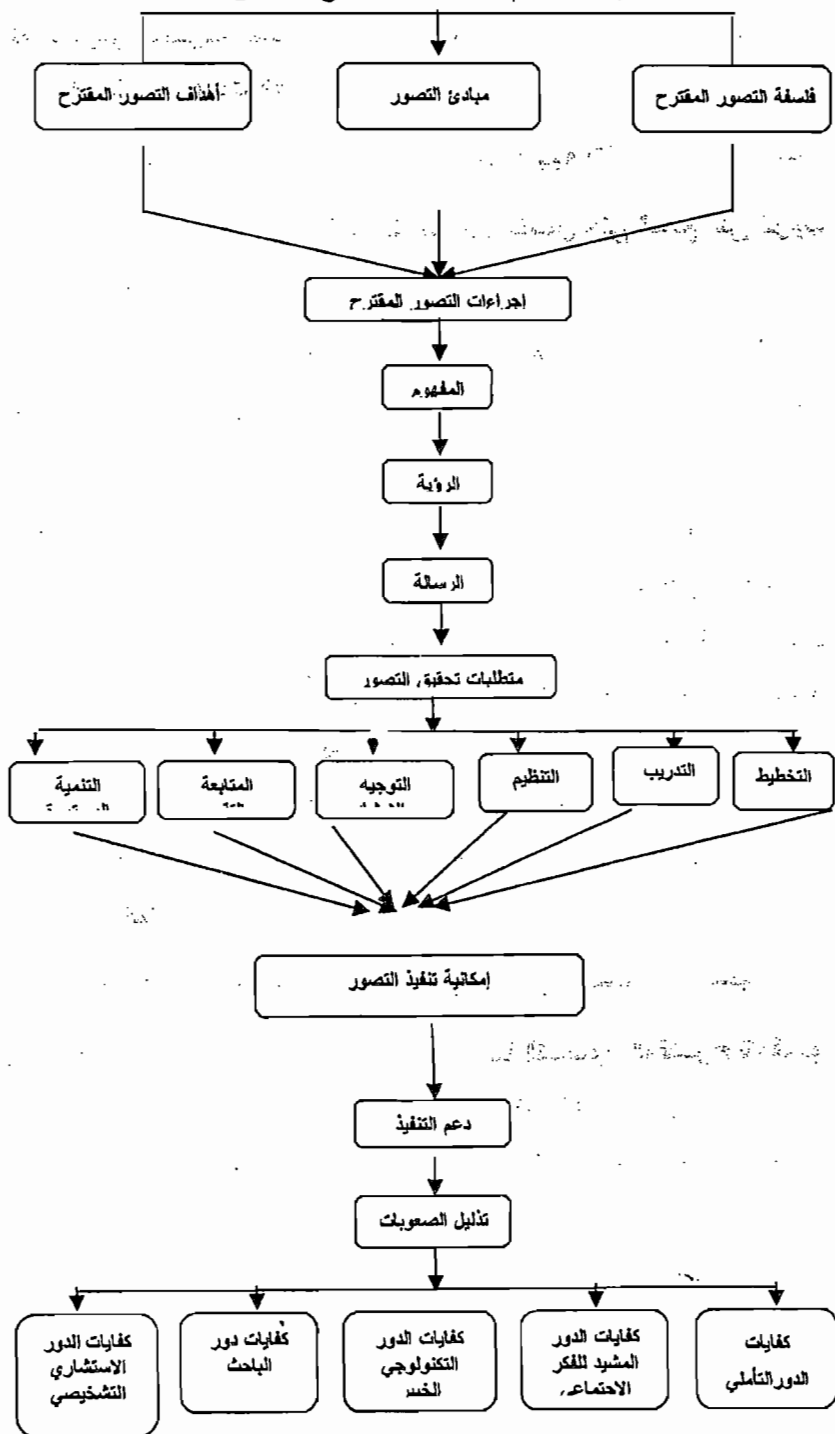 فلسفة التصور المقترح
مبادئ التصور
أهداف التصور المقترح
إجراءات التصور المقترح
المفهوم
الرؤية
الرسالة
متطلبات تحقيق التصور
التخطيط
التدريب
التنظيم
التوجيه
المتابعة
التنمية
إمكانية تنفيذ التصور
دعم التنفيذ
تذليل الصعوبات
كفايات
الدور التأملي
كفايات الدور
المشيد للفكر
الاجتماعي
كفايات الدور
التكنولوجي
كفايات دور
الباحث
كفايات الدور
الاستشاري
التشخيصي